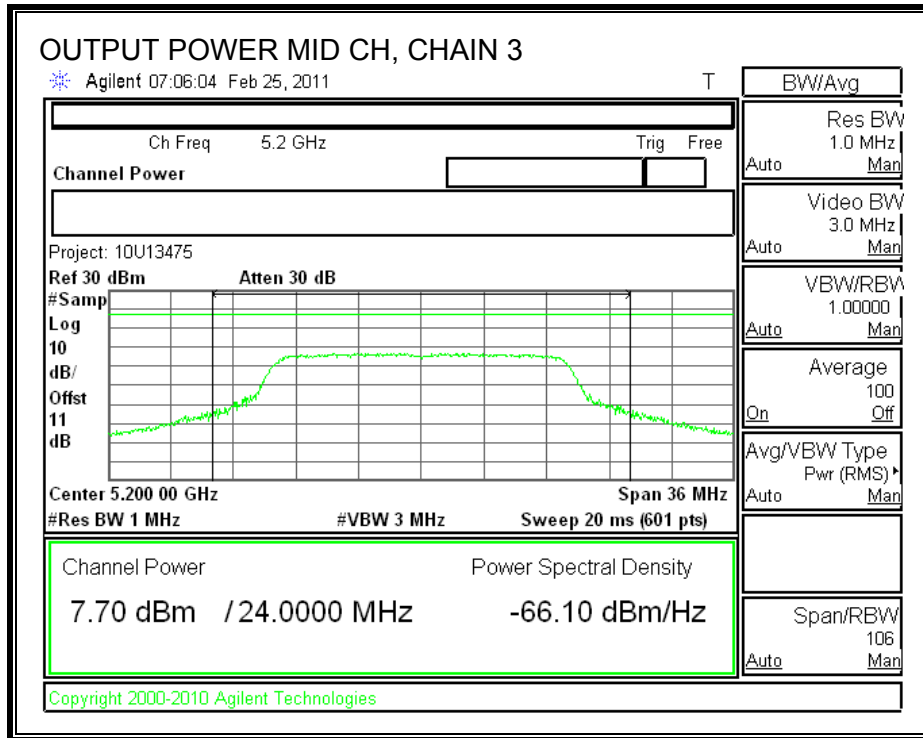 OUTPUT POWER MID CH, CHAIN 3
Agilent 07:06:04 Feb 25, 2011 T
Ch Freq 5.2 GHz Trig Free
Channel Power
Project: 10U13475
Ref 30 dBm Atten 30 dB
#Samp
Log
10
dB/
Offst
11
dB
Center 5.200 00 GHz Span 36 MHz
#Res BW 1 MHz #VBW 3 MHz Sweep 20 ms (601 pts)
Channel Power Power Spectral Density
7.70 dBm / 24.0000 MHz -66.10 dBm/Hz
Copyright 2000-2010 Agilent Technologies
BW/Avg
Res BW
1.0 MHz
Auto Man
Video BW
3.0 MHz
Auto Man
VBW/RBW
1.00000
Auto Man
Average
100
On Off
Avg/VBW Type
Pwr (RMS)
Auto Man
Span/RBW
106
Auto Man